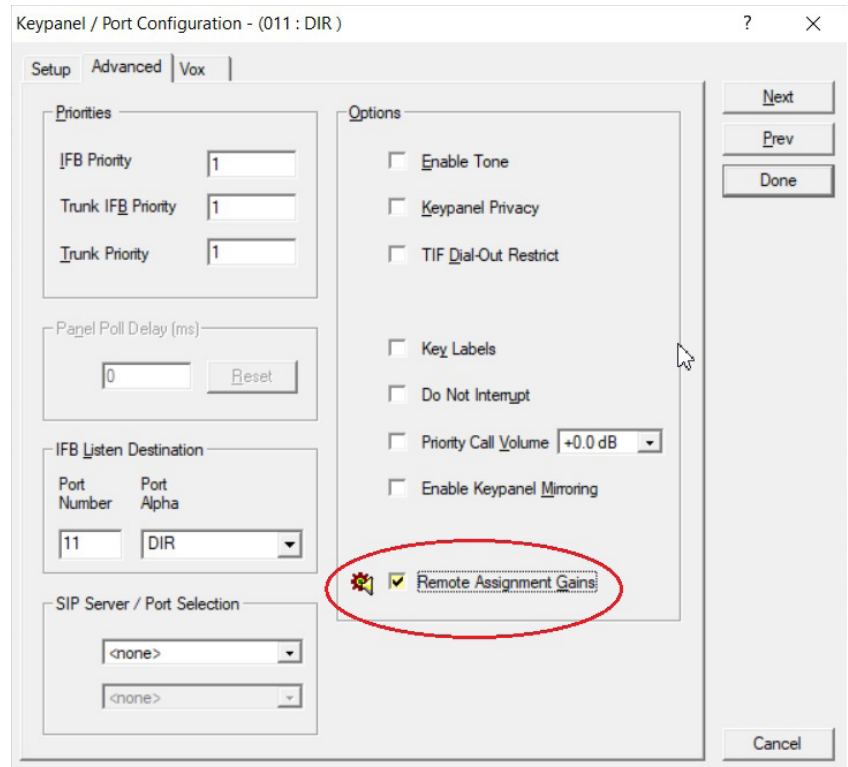 Keypanel / Port Configuration - (011 : DIR )
?
Setup
Advanced
Vox
Next
Prev
Done
Priorities
IFB Priority
1
Trunk IFB Priority
1
Trunk Priority
1
Panel Poll Delay (ms)
0
Reset
IFB Listen Destination
Port Number
Port Alpha
11
DIR
SIP Server / Port Selection
<none>
<none>
Options
Enable Tone
Keypanel Privacy
TIF Dial-Out Restrict
Key Labels
Do Not Interrupt
Priority Call Volume
+0.0 dB
Enable Keypanel Mirroring
Remote Assignment Gains
Cancel